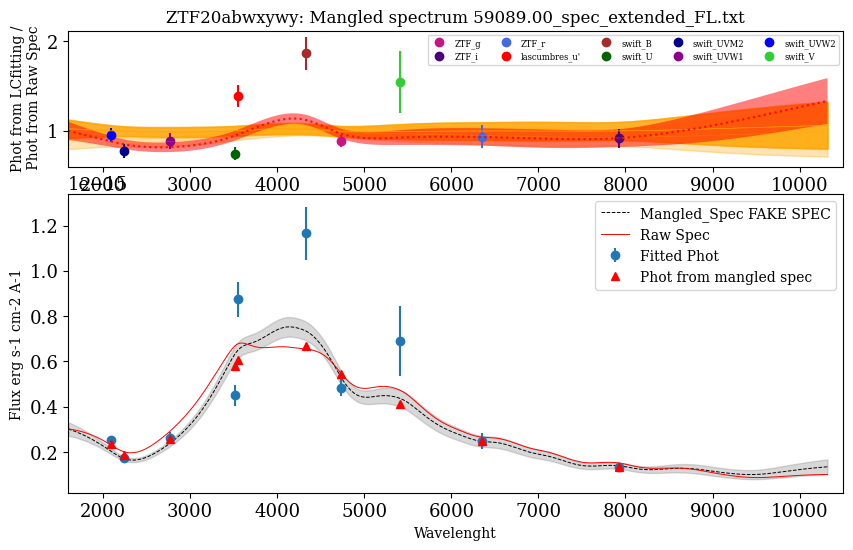 ZTF20abwxywy: Mangled spectrum 59089.00_spec_extended_FL.txt
Phot from LCfitting /
Phot from Raw Spec
2
1
ZTF_g ZTF_r swift_B swift_UVM2 swift_UVW2
ZTF_i lascumbres_u' swift_U swift_UVW1 swift_V
2000 3000 4000 5000 6000 7000 8000 9000 10000
1e−15
Flux erg s-1 cm-2 A-1
1.2
1.0
0.8
0.6
0.4
0.2
Mangled_Spec FAKE SPEC
Raw Spec
Fitted Phot
Phot from mangled spec
2000 3000 4000 5000 6000 7000 8000 9000 10000
Wavelenght